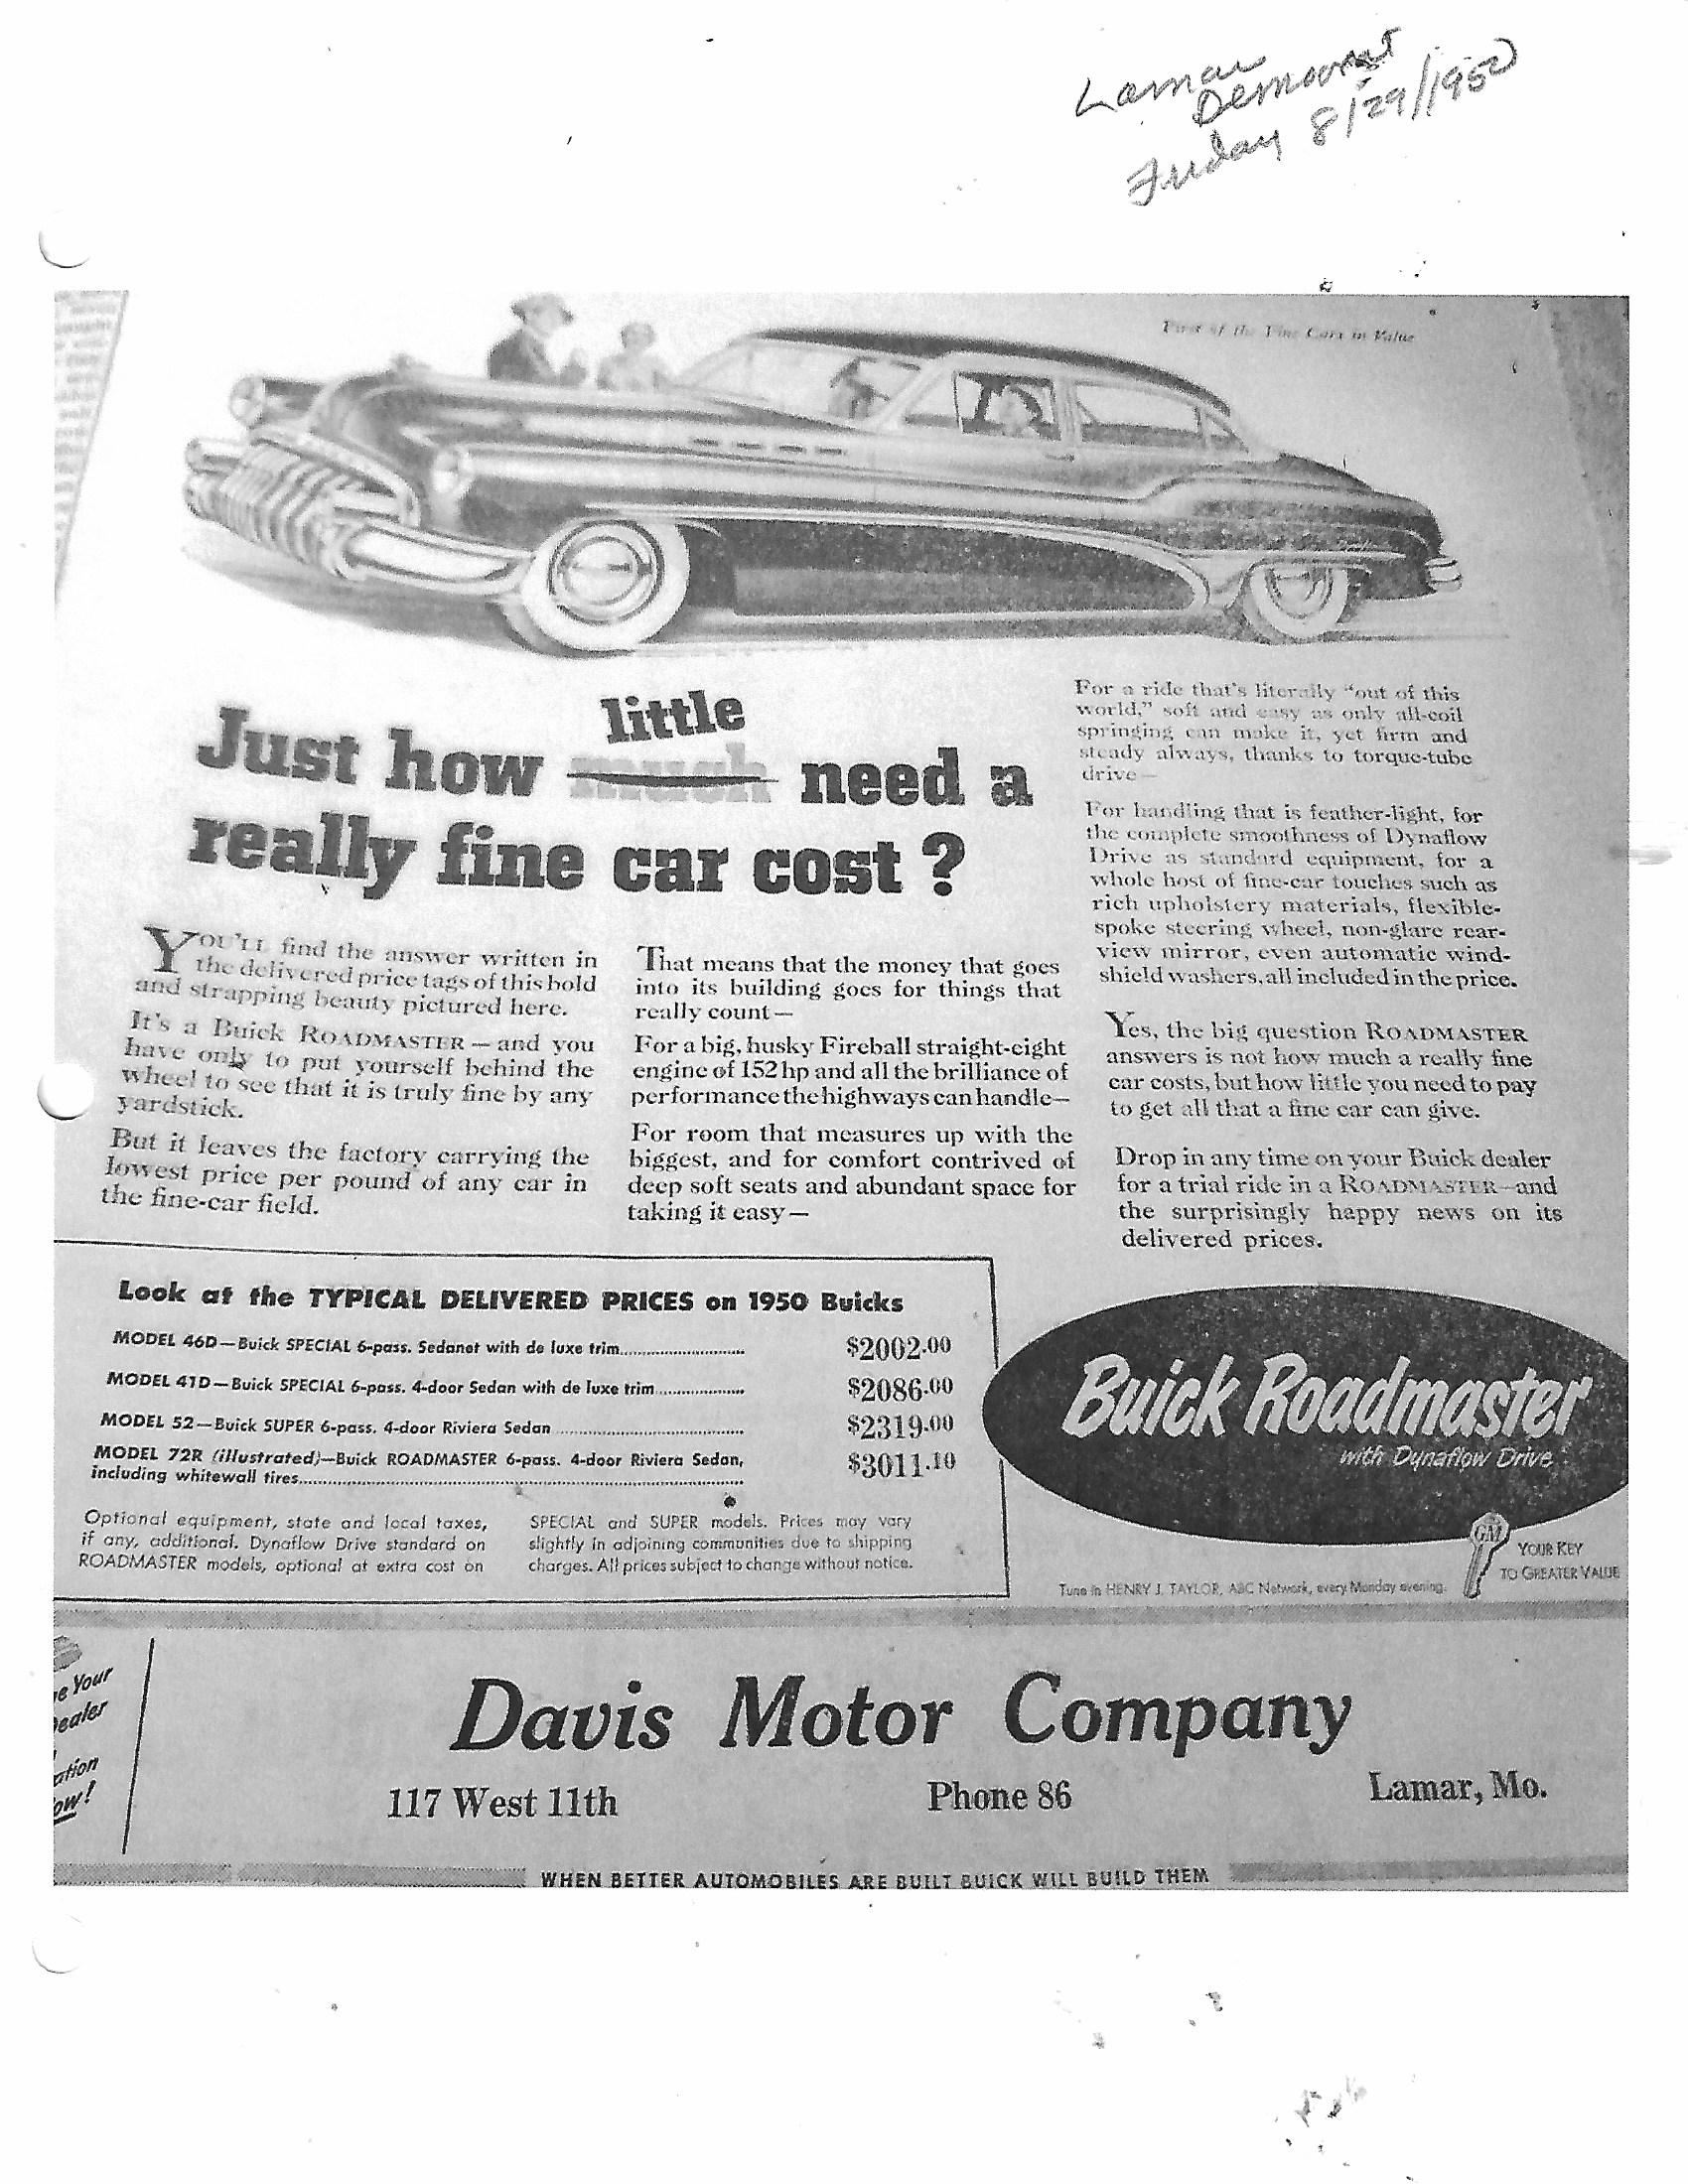 Lamar
Democrat
Friday 8/29/1950
First of the Fine Cars in Value
little
Just how much need a
really fine car cost?
YOU'LL find the answer written in
the delivered price tags of this bold
and strapping beauty pictured here.
It's a Buick ROADMASTER—and you
have only to put yourself behind the
wheel to see that it is truly fine by any
yardstick.
But it leaves the factory carrying the
lowest price per pound of any car in
the fine-car field.
That means that the money that goes
into its building goes for things that
really count—
For a big, husky Fireball straight-eight
engine of 152 hp and all the brilliance of
performance the highways can handle—
For room that measures up with the
biggest, and for comfort contrived of
deep soft seats and abundant space for
taking it easy—
For a ride that's literally "out of this
world," soft and easy as only all-coil
springing can make it, yet firm and
steady always, thanks to torque-tube
drive—
For handling that is feather-light, for
the complete smoothness of Dynaflow
Drive as standard equipment, for a
whole host of fine-car touches such as
rich upholstery materials, flexible-
spoke steering wheel, non-glare rear-
view mirror, even automatic wind-
shield washers, all included in the price.
Yes, the big question ROADMASTER
answers is not how much a really fine
car costs, but how little you need to pay
to get all that a fine car can give.
Drop in any time on your Buick dealer
for a trial ride in a ROADMASTER—and
the surprisingly happy news on its
delivered prices.
Look at the TYPICAL DELIVERED PRICES on 1950 Buicks
MODEL 46D—Buick SPECIAL 6-pass. Sedanet with de luxe trim $2002.00
MODEL 41D—Buick SPECIAL 6-pass. 4-door Sedan with de luxe trim $2086.00
MODEL 52—Buick SUPER 6-pass. 4-door Riviera Sedan $2319.00
MODEL 72R (illustrated)—Buick ROADMASTER 6-pass. 4-door Riviera Sedan,
including whitewall tires $3011.10
Optional equipment, state and local taxes,
if any, additional. Dynaflow Drive standard on
ROADMASTER models, optional at extra cost on
SPECIAL and SUPER models. Prices may vary
slightly in adjoining communities due to shipping
charges. All prices subject to change without notice.
Buick Roadmaster
with Dynaflow Drive
GM
YOUR KEY
TO GREATER VALUE
Tune in HENRY J. TAYLOR, ABC Network, every Monday evening.
e Your
ealer
ation
ow!
Davis Motor Company
117 West 11th Phone 86 Lamar, Mo.
WHEN BETTER AUTOMOBILES ARE BUILT BUICK WILL BUILD THEM